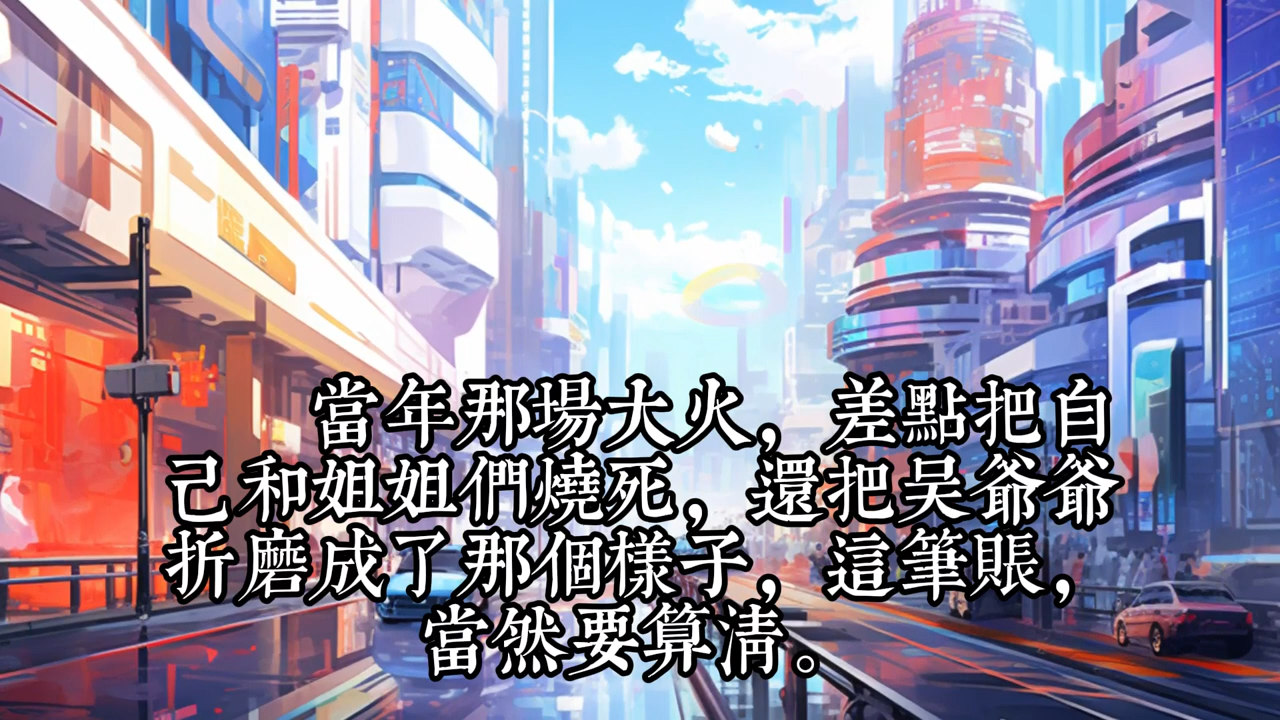 當年那場大火，差點把自
己和姐姐們燒死，還把吴爺爺
折磨成了那個樣子，這筆賬，
當然要算清。